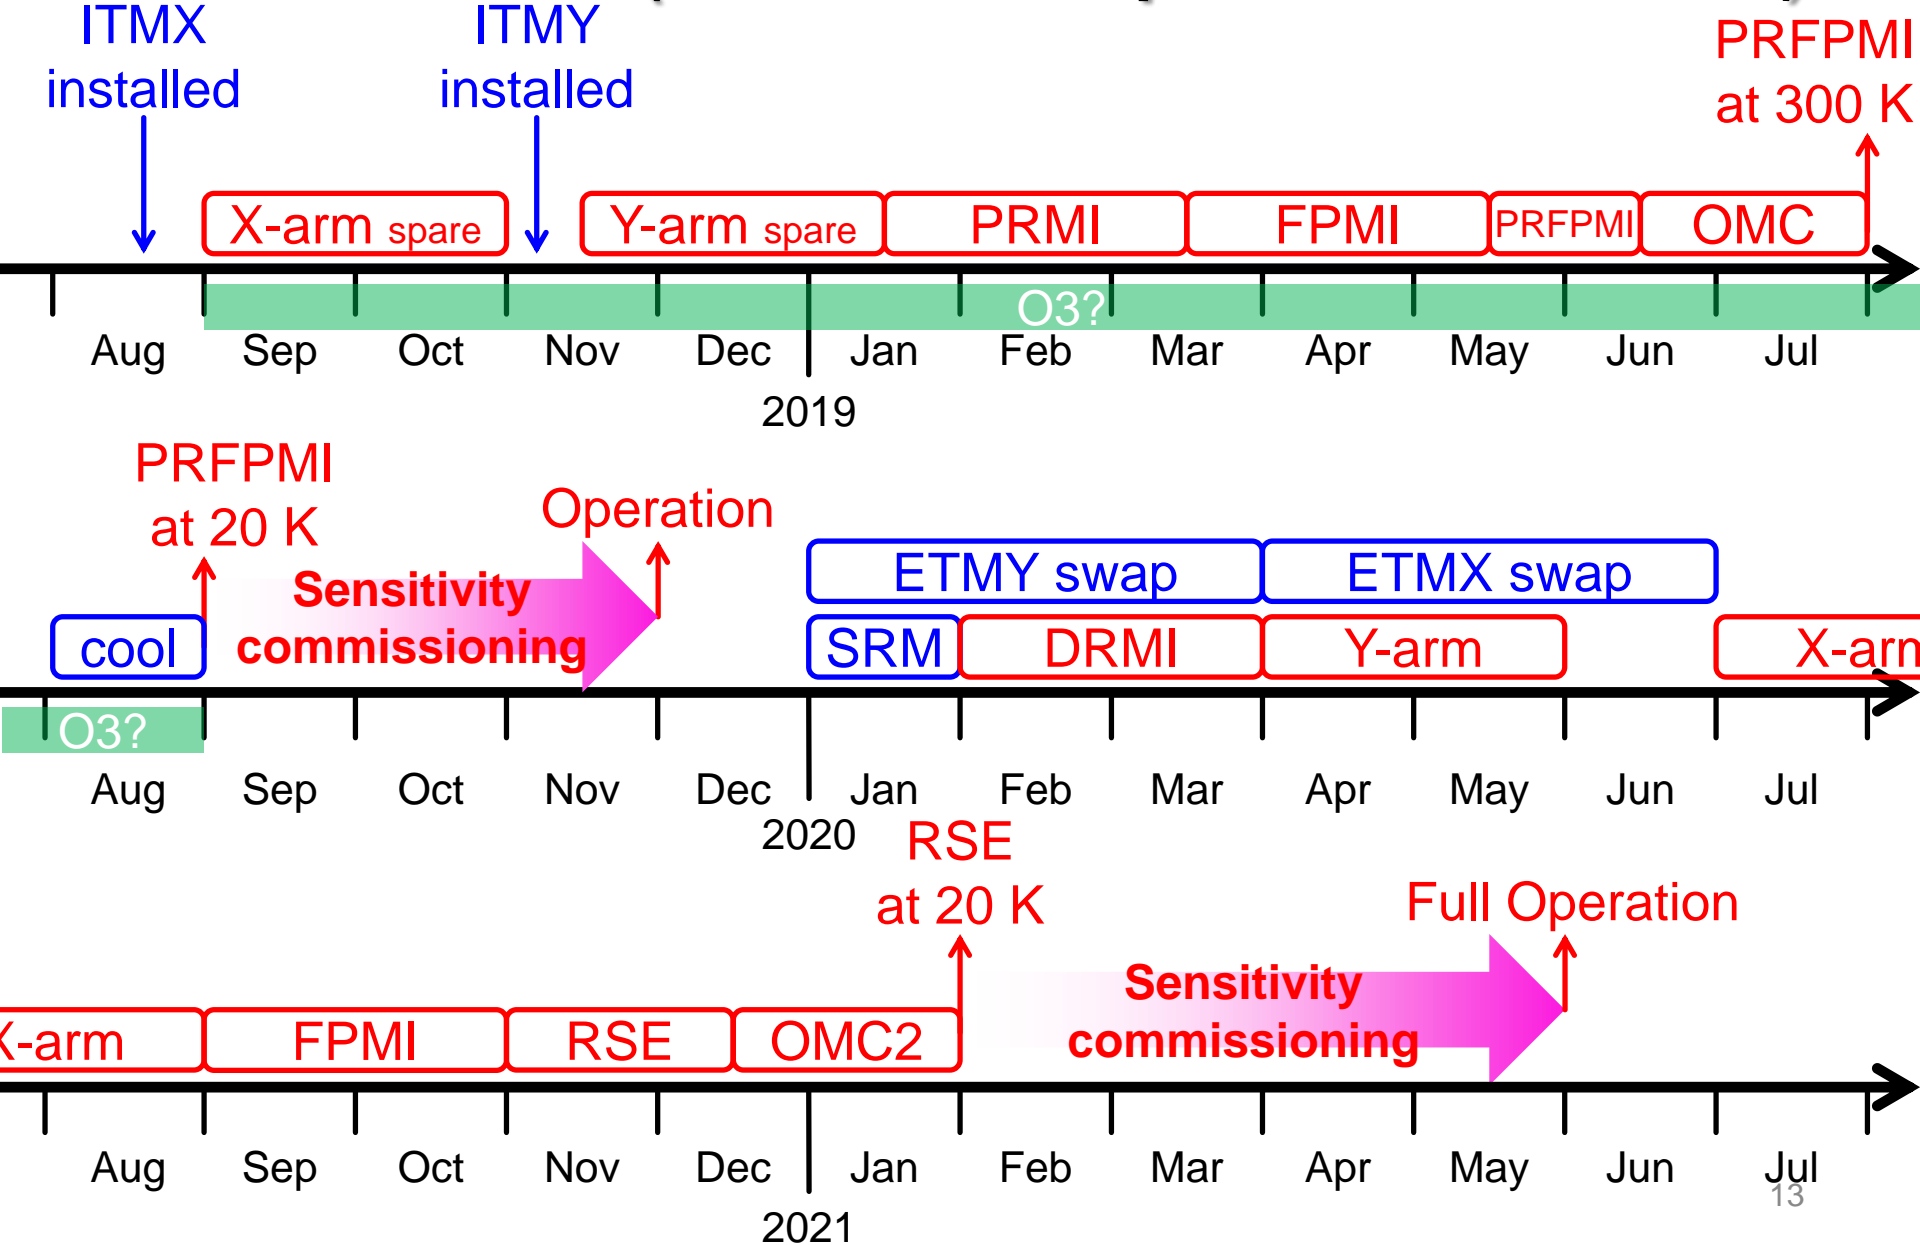 ITMX
installed
ITMY
installed
PRFPMI
at 300 K
X-arm spare
Y-arm spare
PRMI
FPMI
PRFPMI
OMC
O3?
Aug Sep Oct Nov Dec Jan Feb Mar Apr May Jun Jul
2019
PRFPMI
at 20 K
Operation
Sensitivity
commissioning
ETMY swap
ETMX swap
cool
SRM
DRMI
Y-arm
X-arm
O3?
Aug Sep Oct Nov Dec Jan Feb Mar Apr May Jun Jul
2020
RSE
at 20 K
Full Operation
Sensitivity
commissioning
X-arm
FPMI
RSE
OMC2
Aug Sep Oct Nov Dec Jan Feb Mar Apr May Jun Jul
13
2021